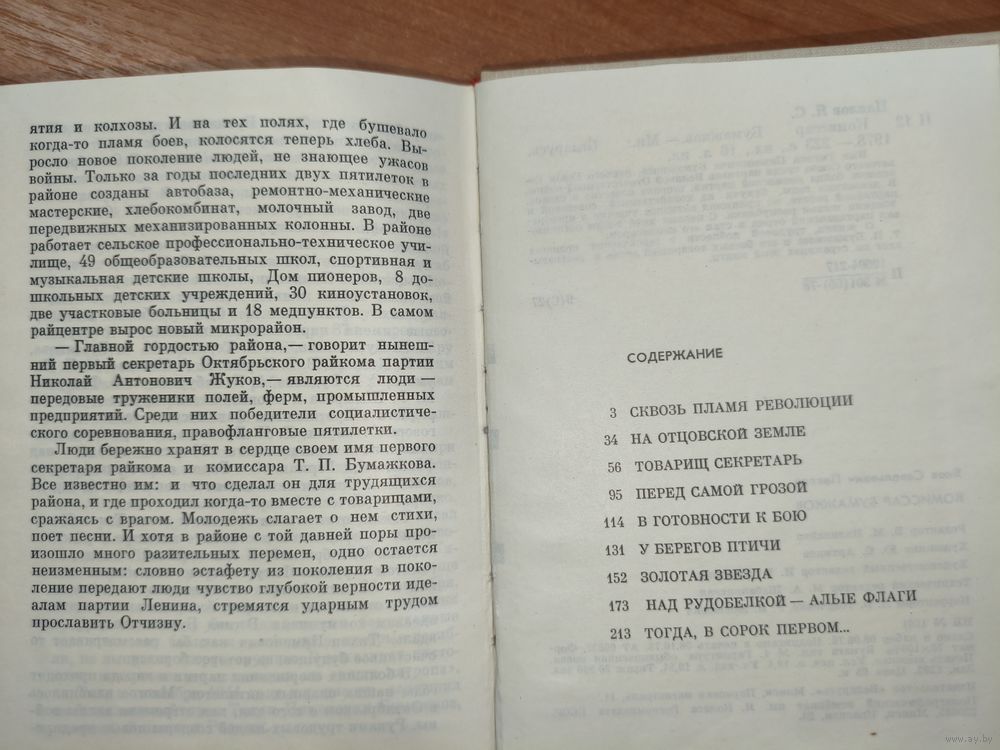 ятия и колхозы. И на тех полях, где бушевало
когда-то пламя боев, колосятся теперь хлеба. Вы-
росло новое поколение людей, не знающее ужасов
войны. Только за годы последних двух пятилеток в
районе созданы автобаза, ремонтно-механические
мастерские, хлебокомбинат, молочный завод, две
передвижных механизированных колонны. В районе
работает сельское профессионально-техническое учи-
лище, 49 общеобразовательных школ, спортивная и
музыкальная детские школы, Дом пионеров, 8 до-
школьных детских учреждений, 30 киноустановок,
две участковые больницы и 18 медпунктов. В самом
райцентре вырос новый микрорайон.
— Главной гордостью района,— говорит нынеш-
ний первый секретарь Октябрьского райкома партии
Николай Антонович Жуков,— являются люди —
передовые труженики полей, ферм, промышленных
предприятий. Среди них победители социалистиче-
ского соревнования, правофланговые пятилетки.
Люди бережно хранят в сердце своем имя первого
секретаря райкома и комиссара Т. П. Бумажкова.
Все известно им: и что сделал он для трудящихся
района, и где проходил когда-то вместе с товарищами,
сражаясь с врагом. Молодежь слагает о нем стихи,
поет песни. И хотя в районе с той давней поры про-
изошло много разительных перемен, одно остается
неизменным: словно эстафету из поколения в поко-
ление передают люди чувство глубокой верности иде-
алам партии Ленина, стремятся ударным трудом
прославить Отчизну.
СОДЕРЖАНИЕ
3 СКВОЗЬ ПЛАМЯ РЕВОЛЮЦИИ
34 НА ОТЦОВСКОЙ ЗЕМЛЕ
56 ТОВАРИЩ СЕКРЕТАРЬ
95 ПЕРЕД САМОЙ ГРОЗОЙ
114 В ГОТОВНОСТИ К БОЮ
131 У БЕРЕГОВ ПТИЧИ
152 ЗОЛОТАЯ ЗВЕЗДА
173 НАД РУДОБЕЛКОЙ — АЛЫЕ ФЛАГИ
213 ТОГДА, В СОРОК ПЕРВОМ...
www.ay.by